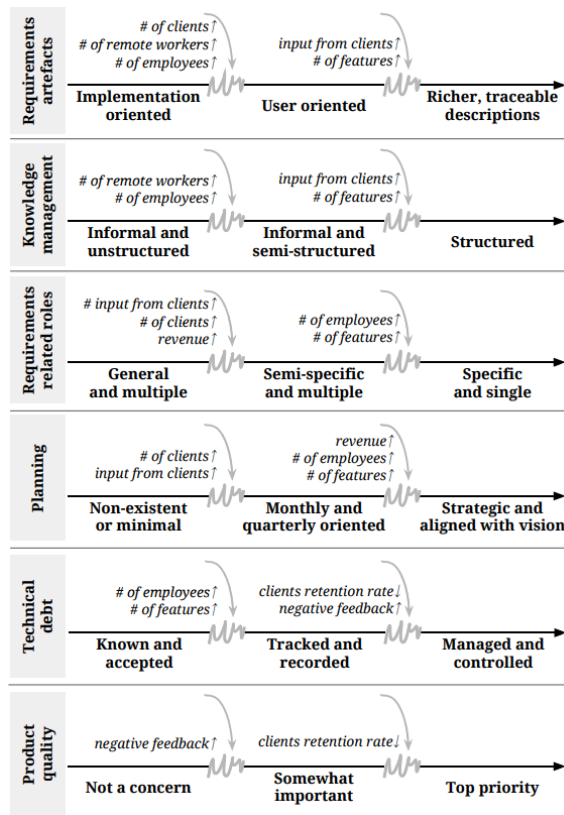 Requirements
artefacts
# of clients↑
# of remote workers↑
# of employees↑
input from clients↑
# of features↑
Implementation
oriented
User oriented
Richer, traceable
descriptions
Knowledge
management
# of remote workers↑
# of employees↑
input from clients↑
# of features↑
Informal and
unstructured
Informal and
semi-structured
Structured
Requirements
related roles
# input from clients↑
# of clients↑
revenue↑
# of employees↑
# of features↑
General
and multiple
Semi-specific
and multiple
Specific
and single
Planning
# of clients↑
input from clients↑
revenue↑
# of employees↑
# of features↑
Non-existent
or minimal
Monthly and
quarterly oriented
Strategic and
aligned with vision
Technical
debt
# of employees↑
# of features↑
clients retention rate↓
negative feedback↑
Known and
accepted
Tracked and
recorded
Managed and
controlled
Product
quality
negative feedback↑
clients retention rate↓
Not a concern
Somewhat
important
Top priority